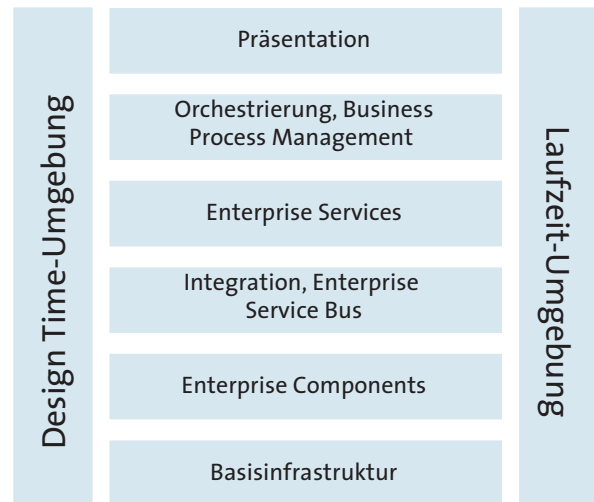 Design Time-Umgebung
Präsentation
Orchestrierung, Business
Process Management
Enterprise Services
Integration, Enterprise
Service Bus
Enterprise Components
Basisinfrastruktur
Laufzeit-Umgebung